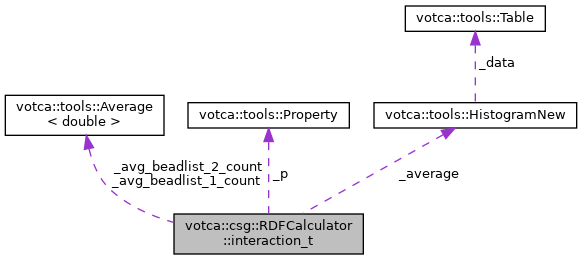 votca::tools::Table
_data
votca::tools::Average
< double >
votca::tools::Property
votca::tools::HistogramNew
_avg_beadlist_2_count
_avg_beadlist_1_count
_p
_average
votca::csg::RDFCalculator
::interaction_t